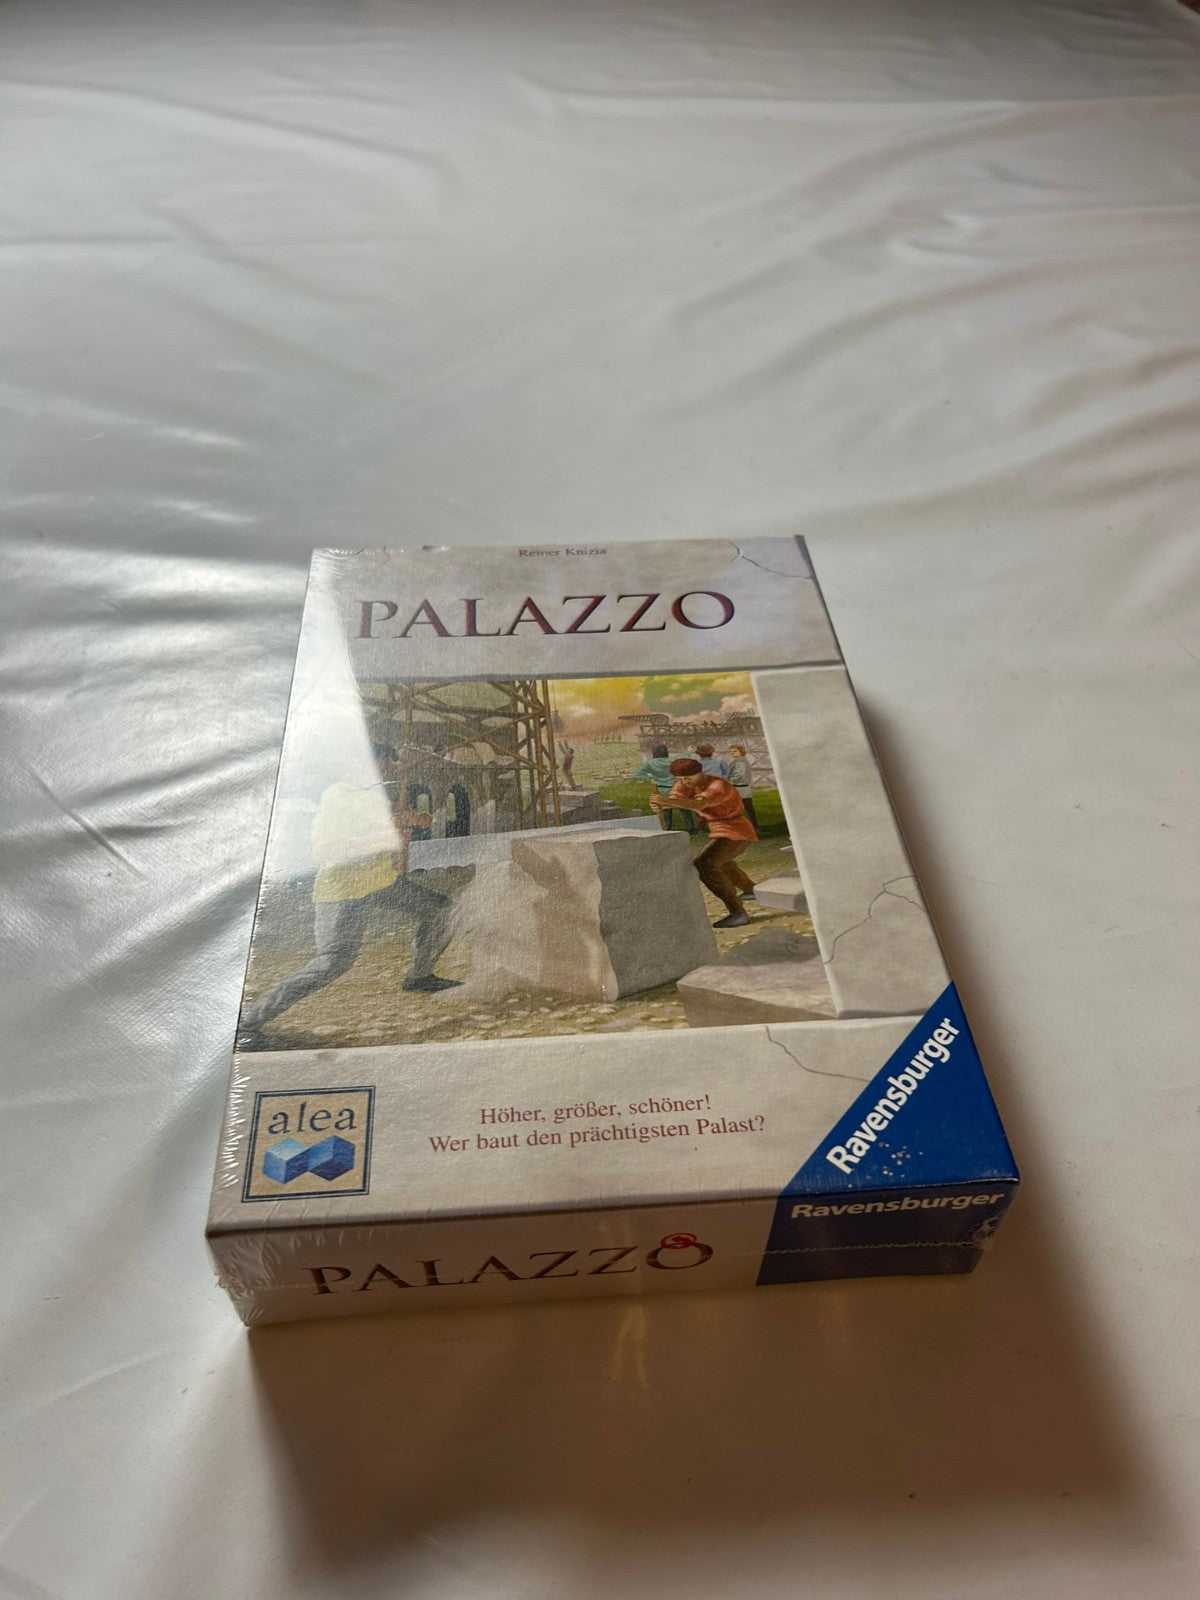 Reiner Knizia
PALAZZO
alea
Höher, größer, schöner!
Wer baut den prächtigsten Palast?
Ravensburger
PALAZZO
Ravensburger